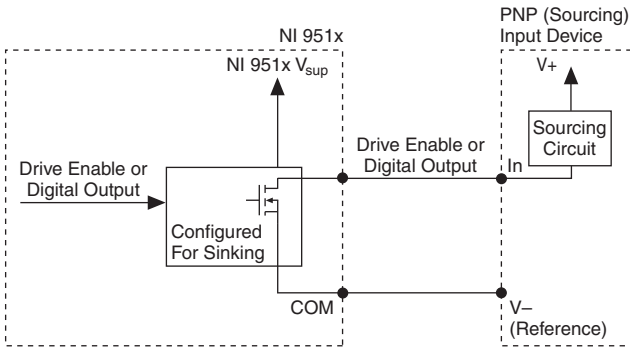 NI 951x
PNP (Sourcing)
Input Device
NI 951x Vsup
V+
Sourcing
Circuit
Drive Enable or
Digital Output
Drive Enable or
Digital Output
In
Configured
For Sinking
COM
V–
(Reference)